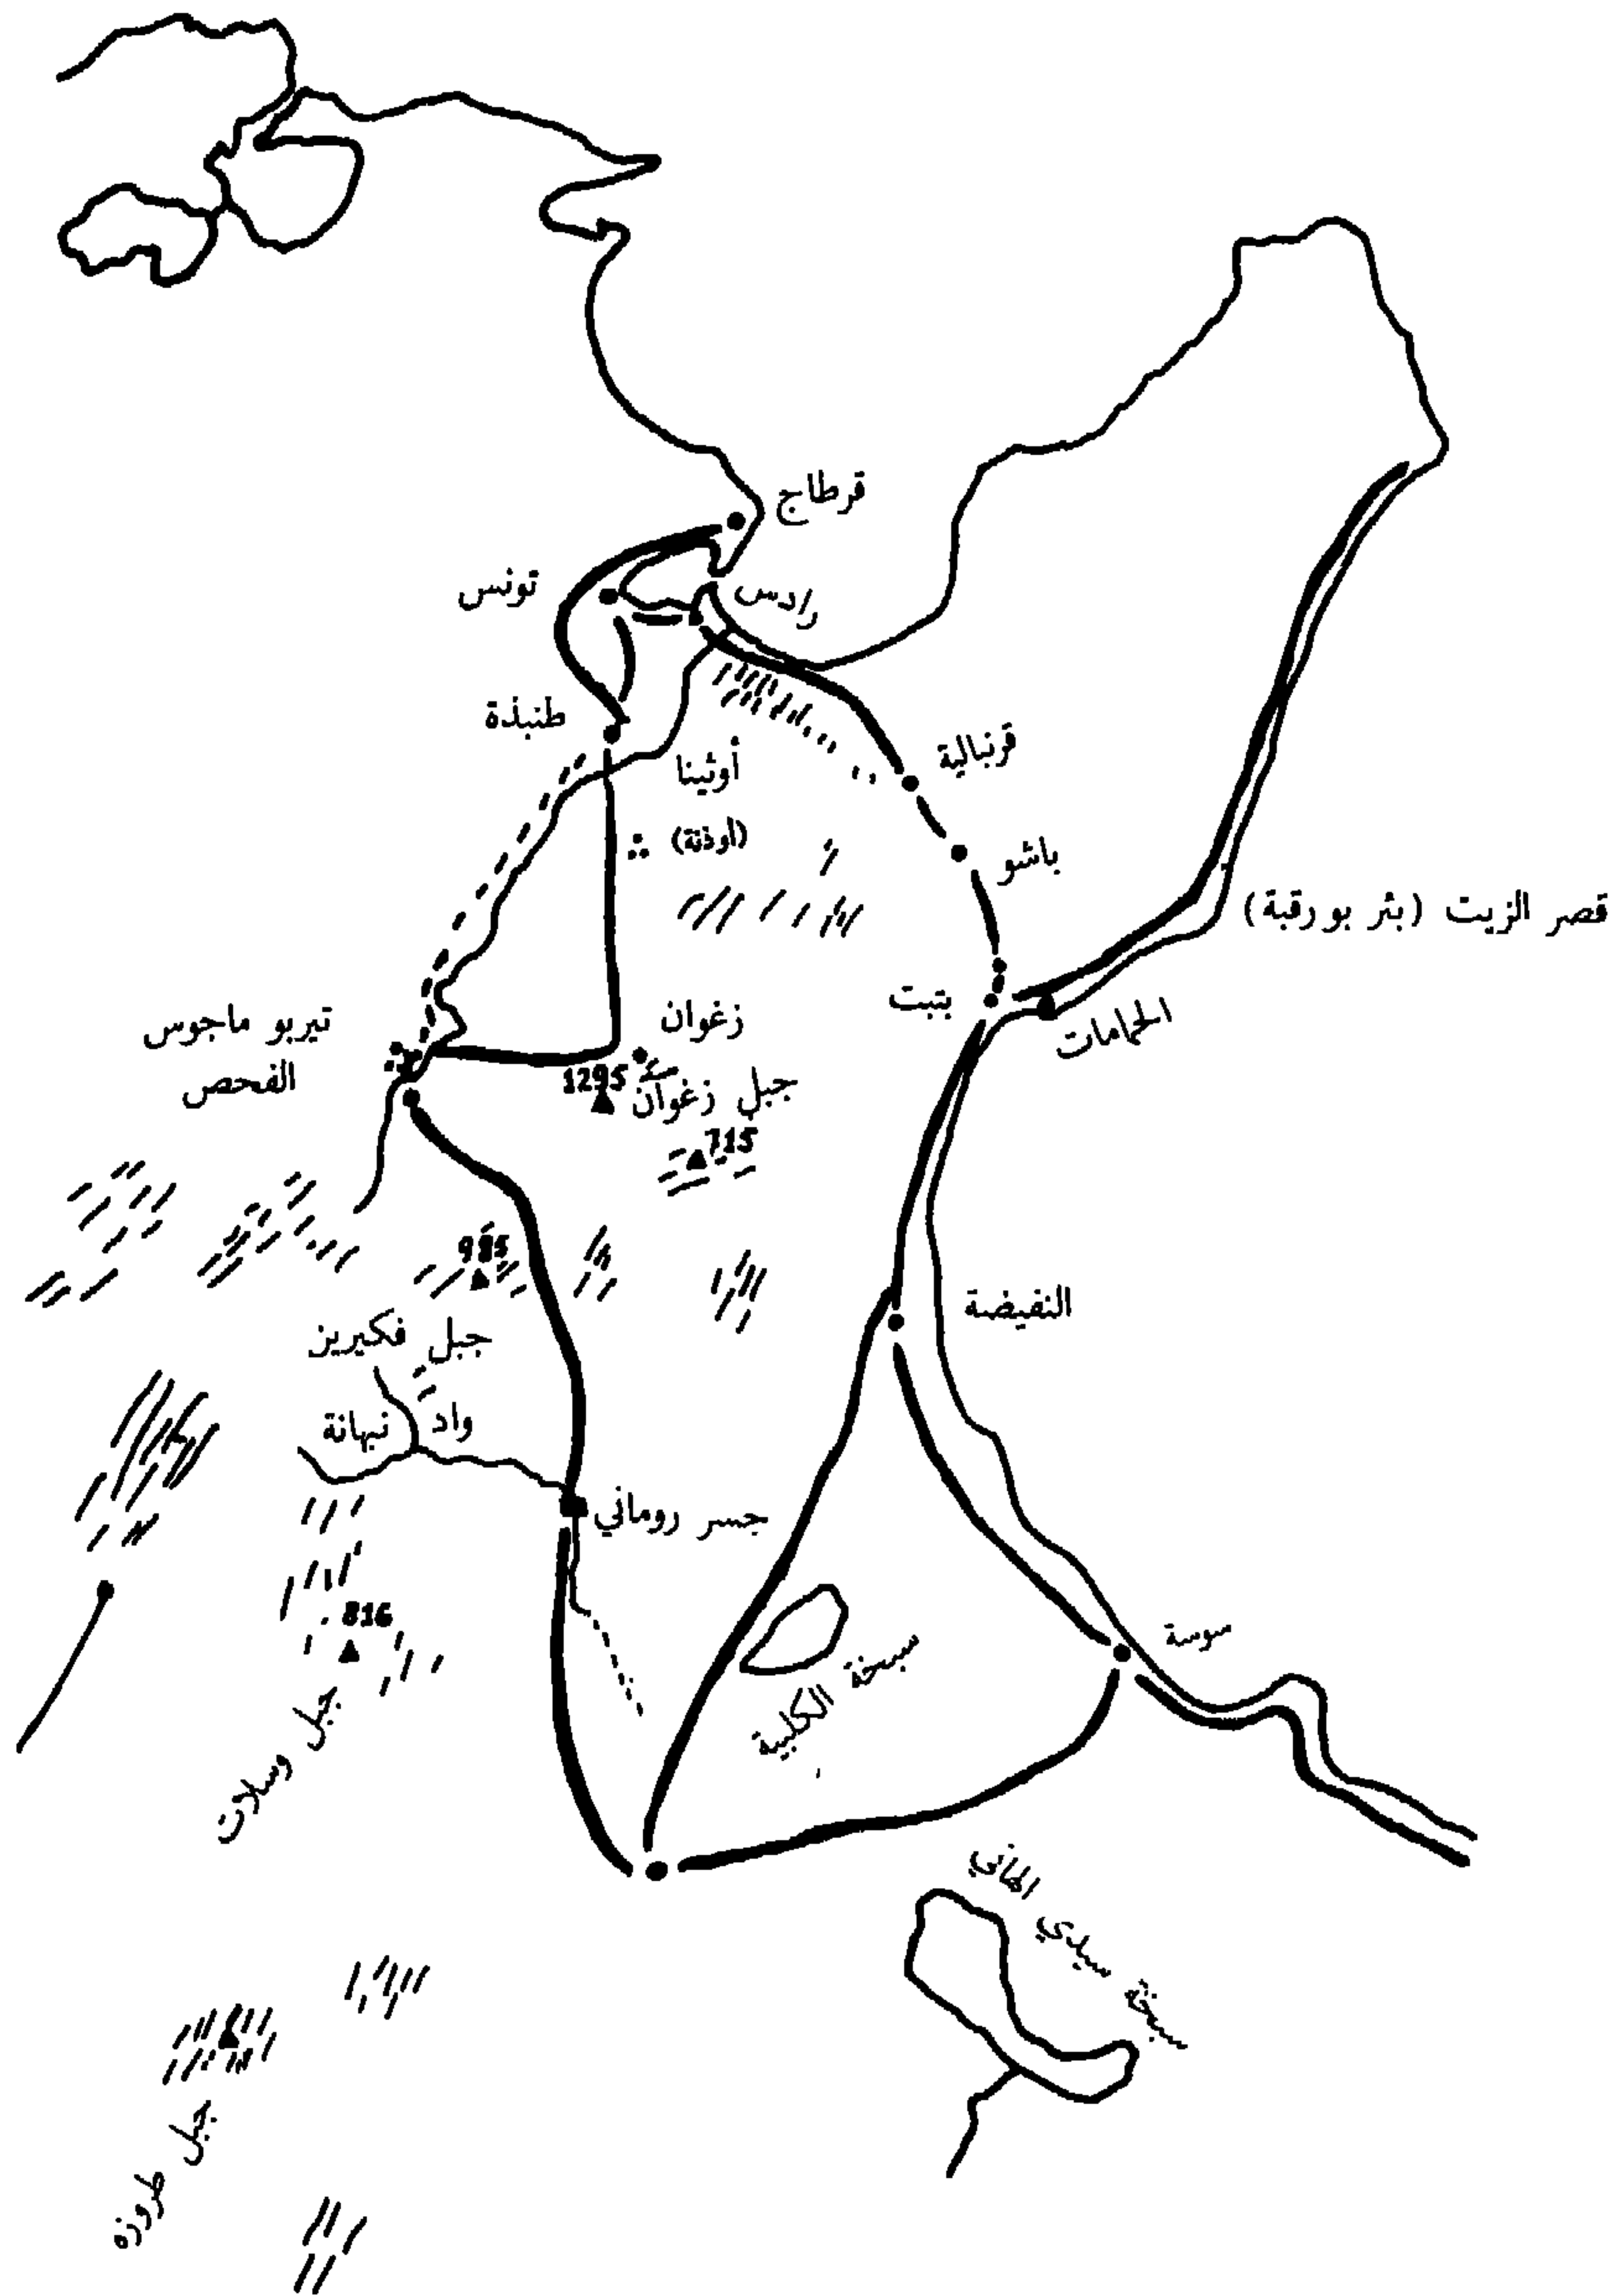 قرطاج
تونس
رادس
طنبذة
أوثينا
(اوذنة)
قرنبالية
باشو
قصر الزيت (بئر بورقبة)
بتبت
الحمامات
تيربو ماجوس
الفحص
زغوان
1295
جبل زغوان
715
985
جبل فكيرين
النفيضة
واد نبهانة
جسر روماني
816
جبل وسلات
سبخة الكلبية
سوسة
سبخة سيدي الهاني
جبل طروزه